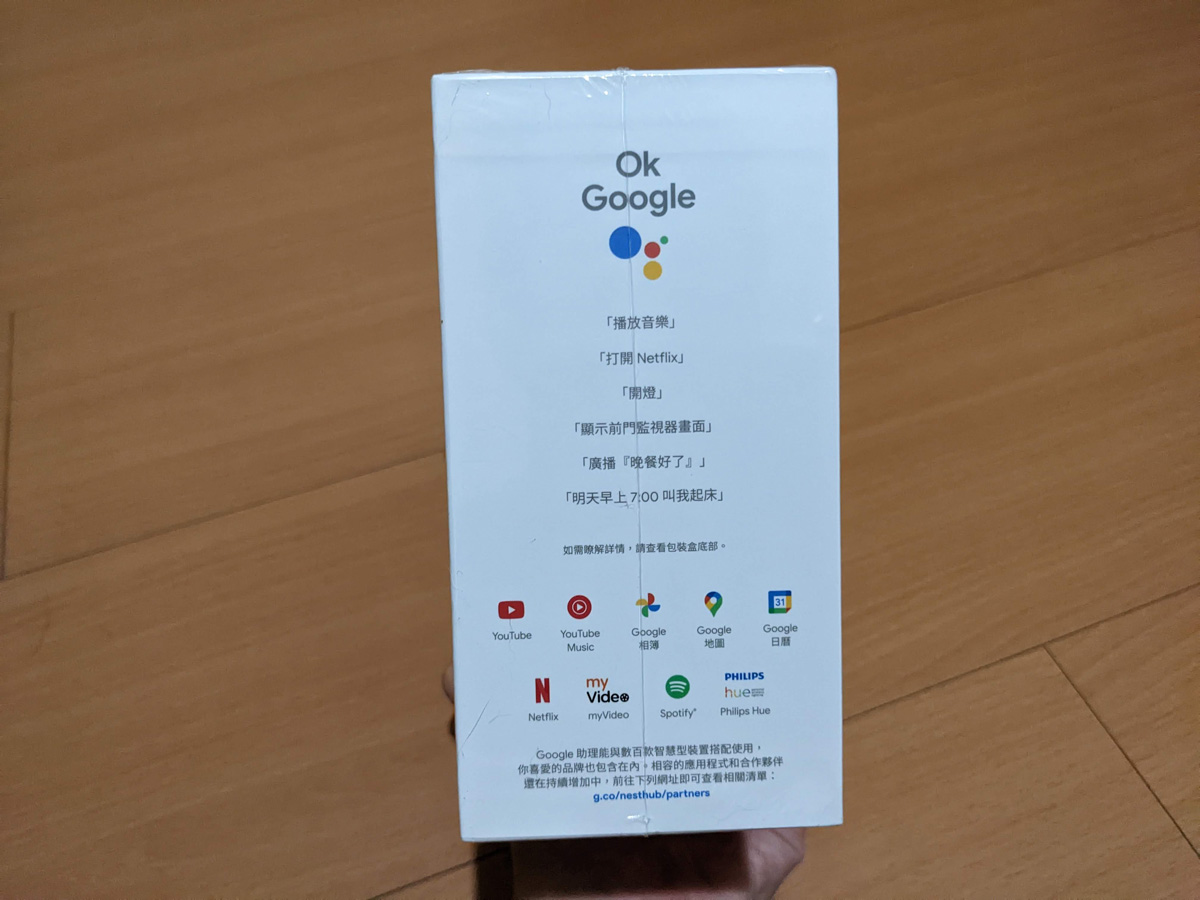 Ok
Google
「播放音樂」
「打開 Netflix」
「開燈」
「顯示前門監視器畫面」
「廣播『晚餐好了』」
「明天早上 7:00 叫我起床」
如需瞭解詳情，請查看包裝盒底部。
YouTube
YouTube Music
Google 相簿
Google 地圖
31
Google 日曆
N
Netflix
my Video
myVideo
Spotify*
PHILIPS
hue
Philips Hue
Google 助理能與數百款智慧型裝置搭配使用，
你喜愛的品牌也包含在內。相容的應用程式和合作夥伴
還在持續增加中，前往下列網址即可查看相關清單：
g.co/nesthub/partners